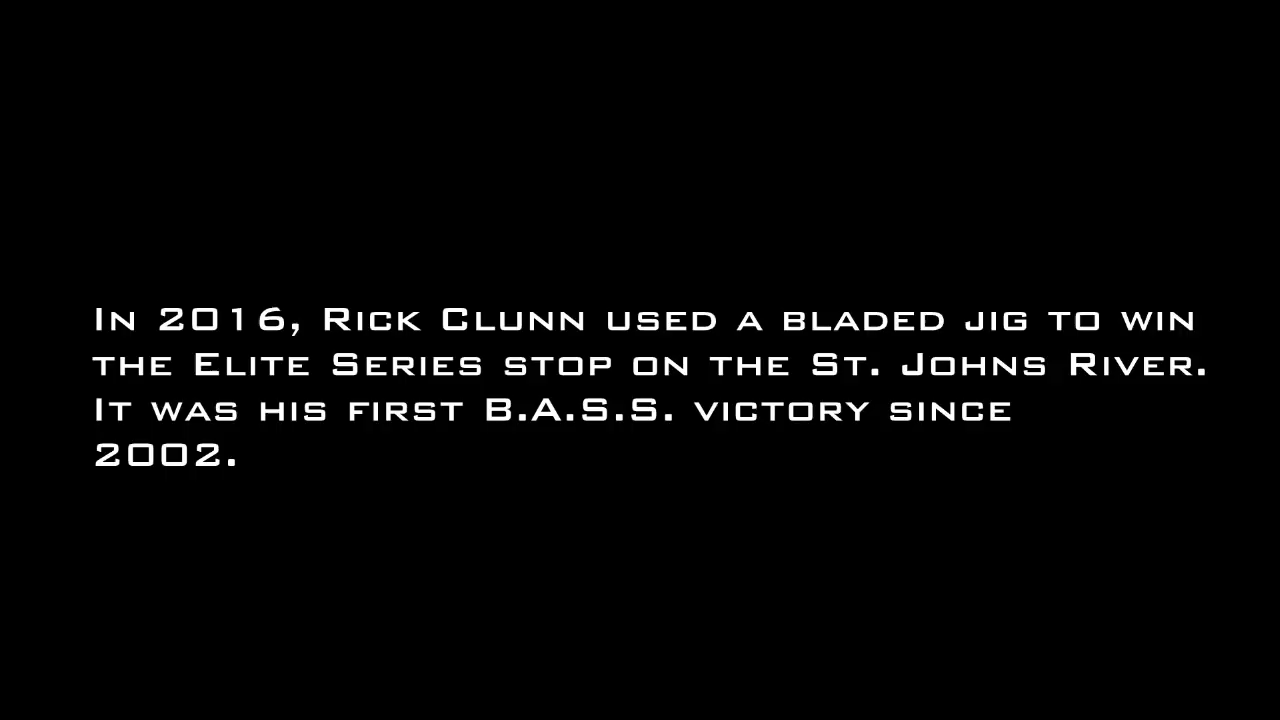 In 2016, Rick Clunn used a bladed jig to win
the Elite Series stop on the St. Johns River.
It was his first B.A.S.S. victory since
2002.